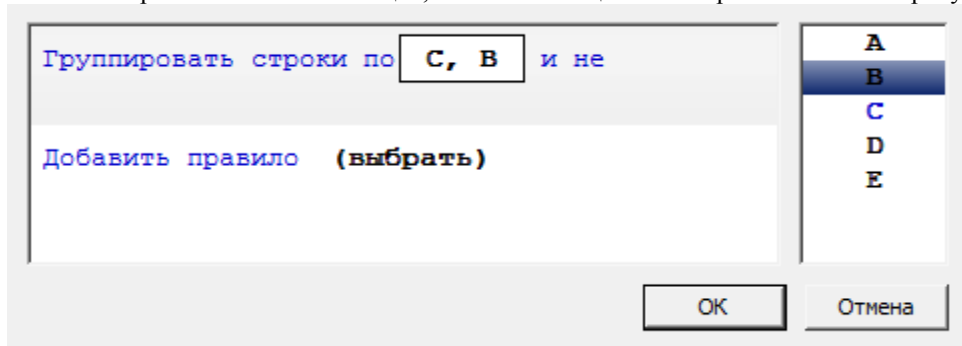 Группировать строки по C, B и не
Добавить правило (выбрать)
A
B
C
D
E
OK
Отмена